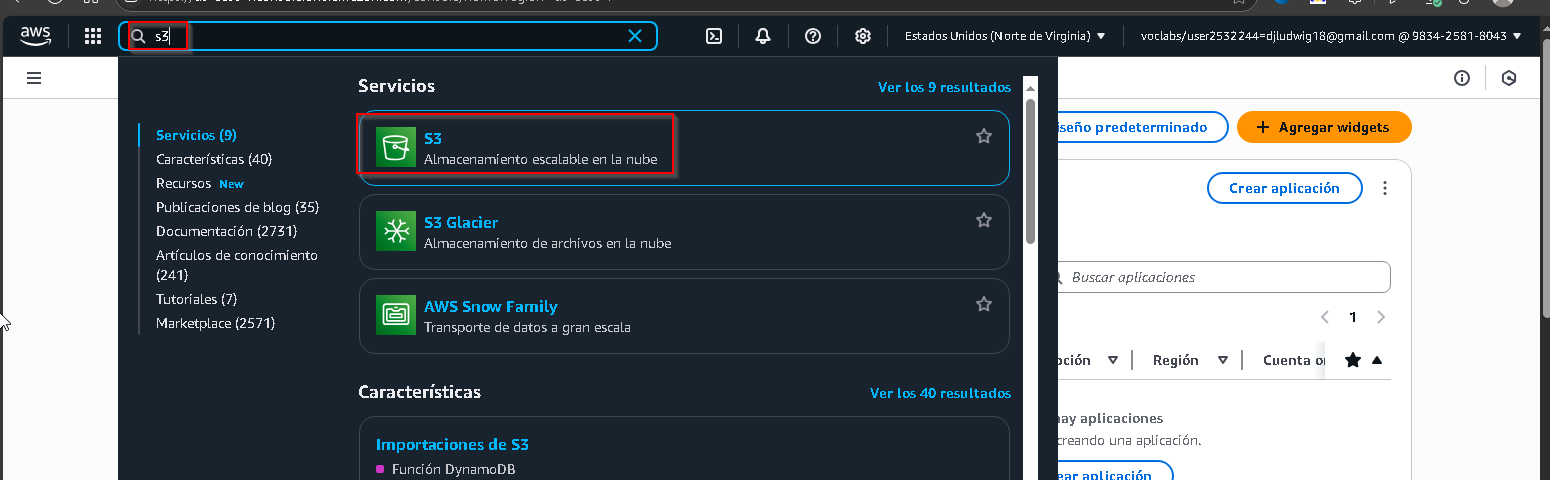 aws
s3
Estados Unidos (Norte de Virginia)
voclabs/user2532244=djludwig18@gmail.com @ 9834-2581-8043
Servicios
Ver los 9 resultados
Servicios (9)
Características (40)
Recursos New
Publicaciones de blog (35)
Documentación (2731)
Artículos de conocimiento
(241)
Tutoriales (7)
Marketplace (2571)
S3
Almacenamiento escalable en la nube
S3 Glacier
Almacenamiento de archivos en la nube
AWS Snow Family
Transporte de datos a gran escala
Características
Ver los 40 resultados
Importaciones de S3
Función DynamoDB
predeterminado
Agregar widgets
Crear aplicación
Buscar aplicaciones
1
Región
Cuenta
aplicaciones
creando una aplicación.
aplicación